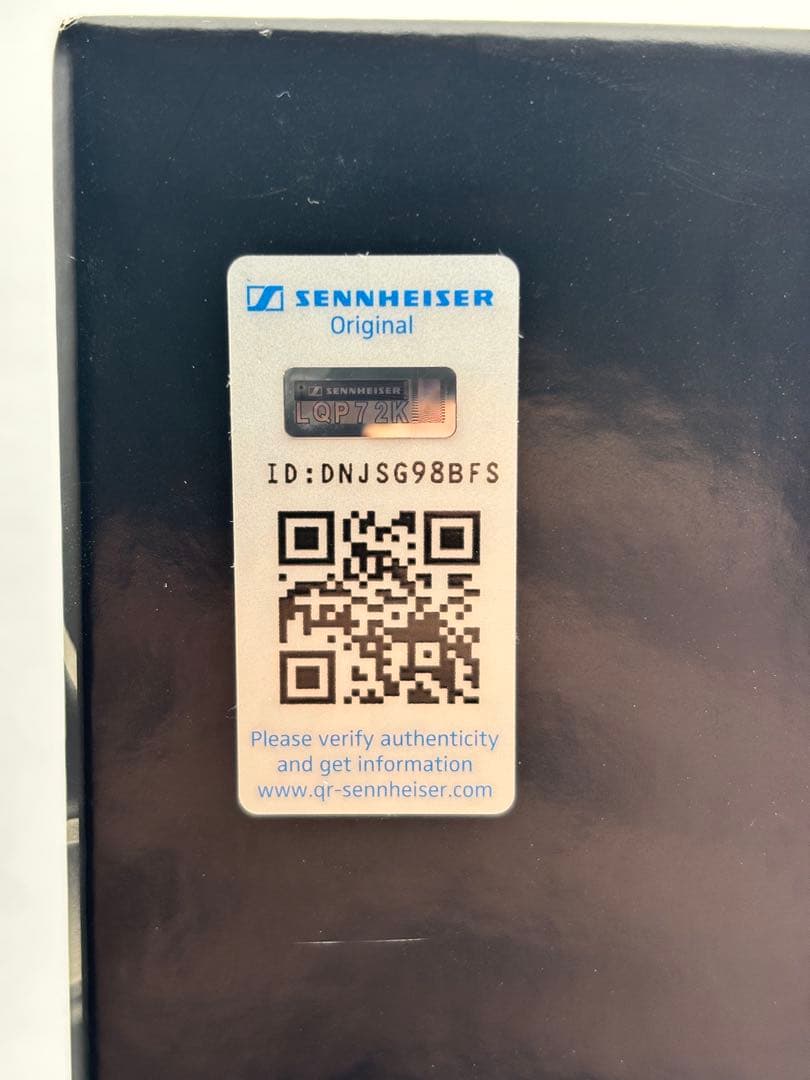 SENNHEISER
Original
SENNHEISER
LQP72K
ID:DNJSG98BFS
Please verify authenticity
and get information
www.qr-sennheiser.com